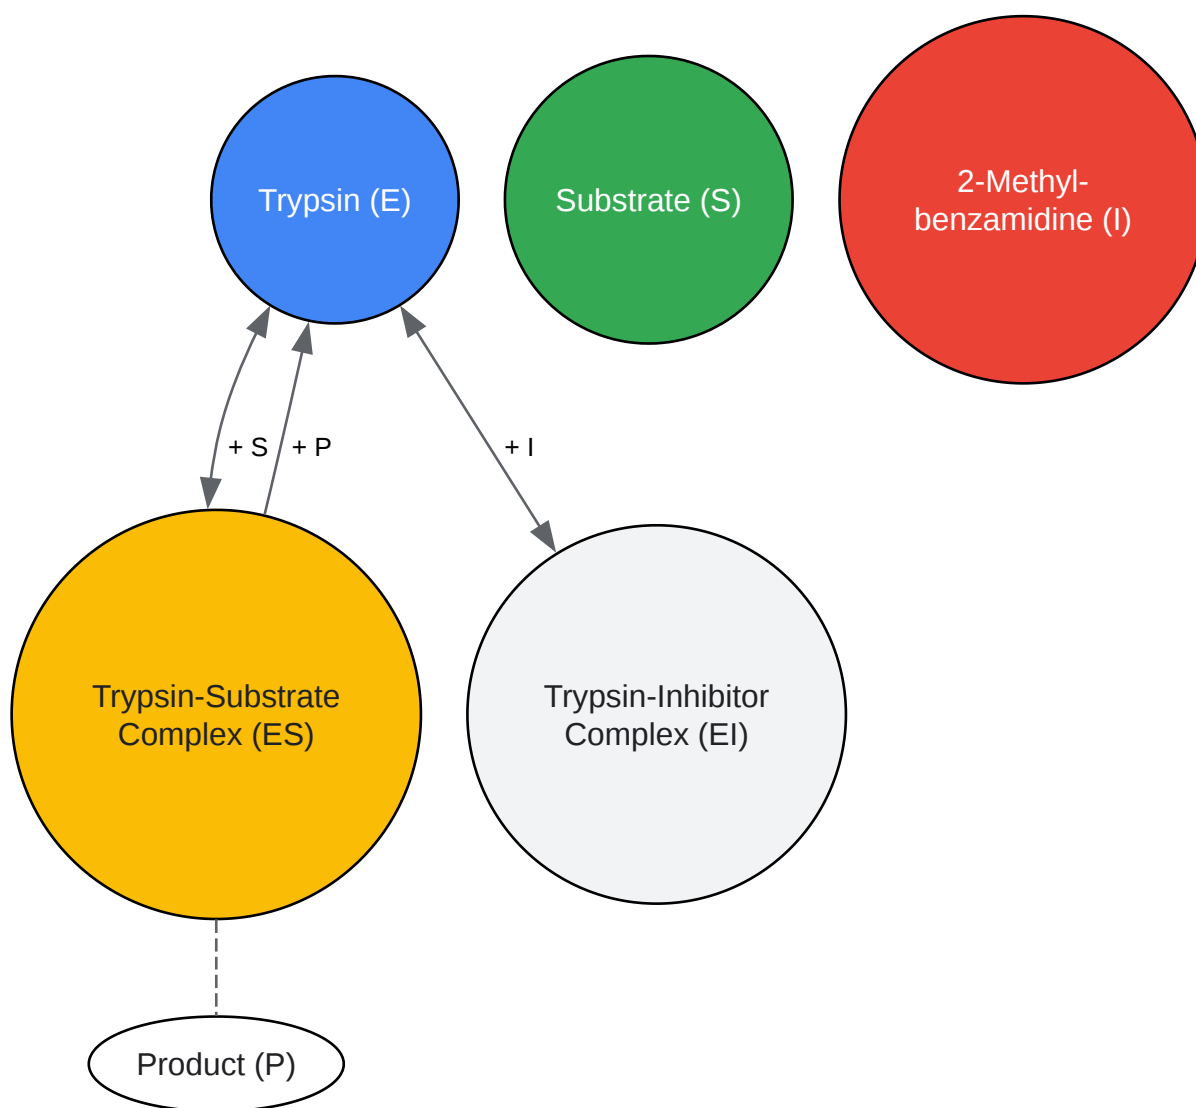 Trypsin (E)
Substrate (S)
2-Methyl-
benzamidine (I)
+ S
+ P
+ I
Trypsin-Substrate
Complex (ES)
Trypsin-Inhibitor
Complex (EI)
Product (P)